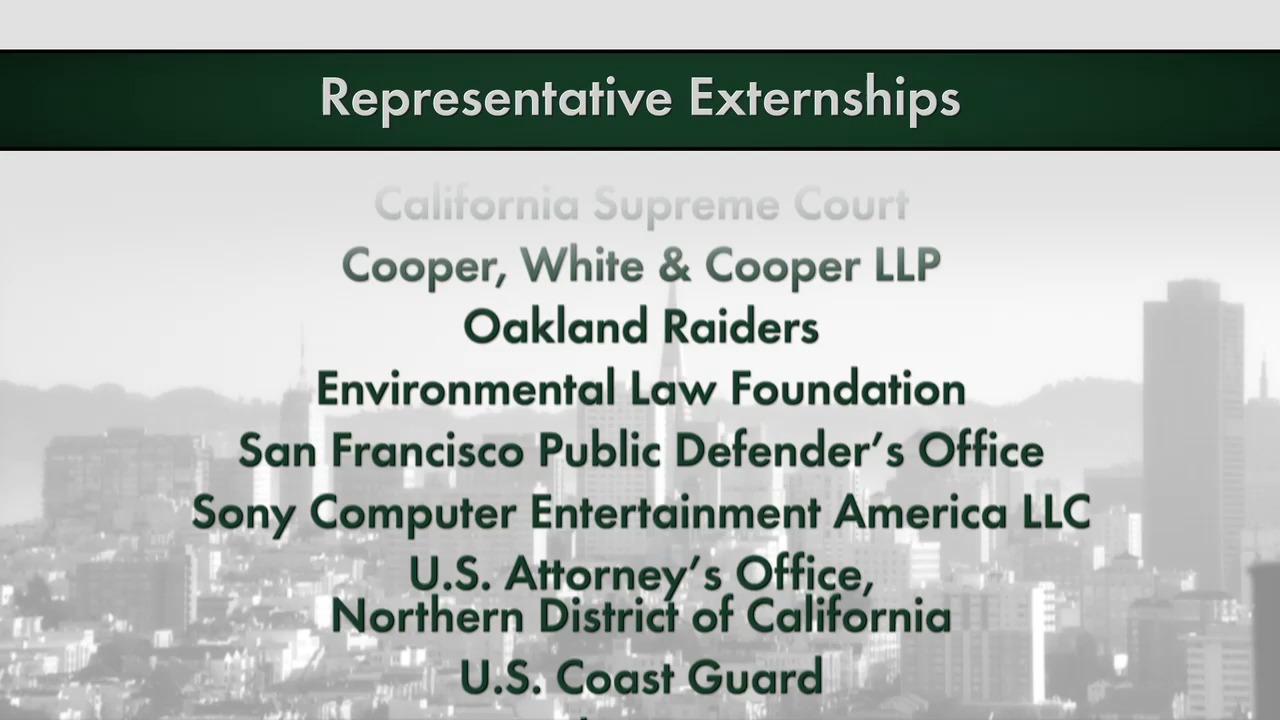 Representative Externships
California Supreme Court
Cooper, White & Cooper LLP
Oakland Raiders
Environmental Law Foundation
San Francisco Public Defender’s Office
Sony Computer Entertainment America LLC
U.S. Attorney’s Office,
Northern District of California
U.S. Coast Guard